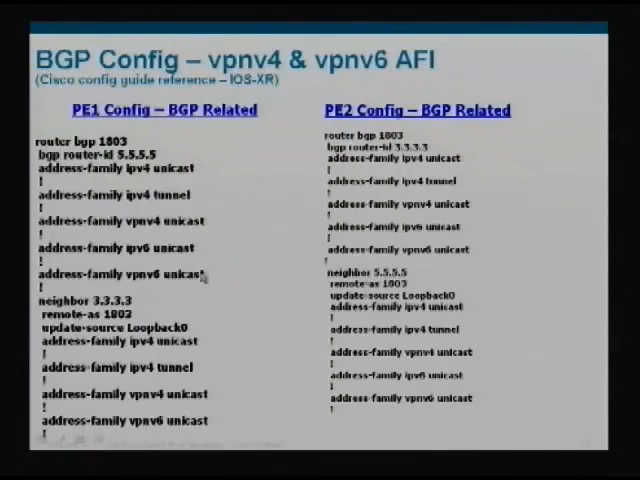 BGP Config – vpnv4 & vpnv6 AFI
(Cisco config guide reference – IOS-XR)
PE1 Config – BGP Related
router bgp 1803
bgp router-id 5.5.5.5
address-family ipv4 unicast
!
address-family ipv4 tunnel
!
address-family vpnv4 unicast
!
address-family ipv6 unicast
!
address-family vpnv6 unicast
!
neighbor 3.3.3.3
remote-as 1803
update-source Loopback0
address-family ipv4 unicast
!
address-family ipv4 tunnel
!
address-family vpnv4 unicast
!
address-family vpnv6 unicast
!
PE2 Config – BGP Related
router bgp 1803
bgp router-id 3.3.3.3
address-family ipv4 unicast
!
address-family ipv4 tunnel
!
address-family vpnv4 unicast
!
address-family ipv6 unicast
!
address-family vpnv6 unicast
!
neighbor 5.5.5.5
remote-as 1803
update-source Loopback0
address-family ipv4 unicast
!
address-family ipv4 tunnel
!
address-family vpnv4 unicast
!
address-family ipv6 unicast
!
address-family vpnv6 unicast
!